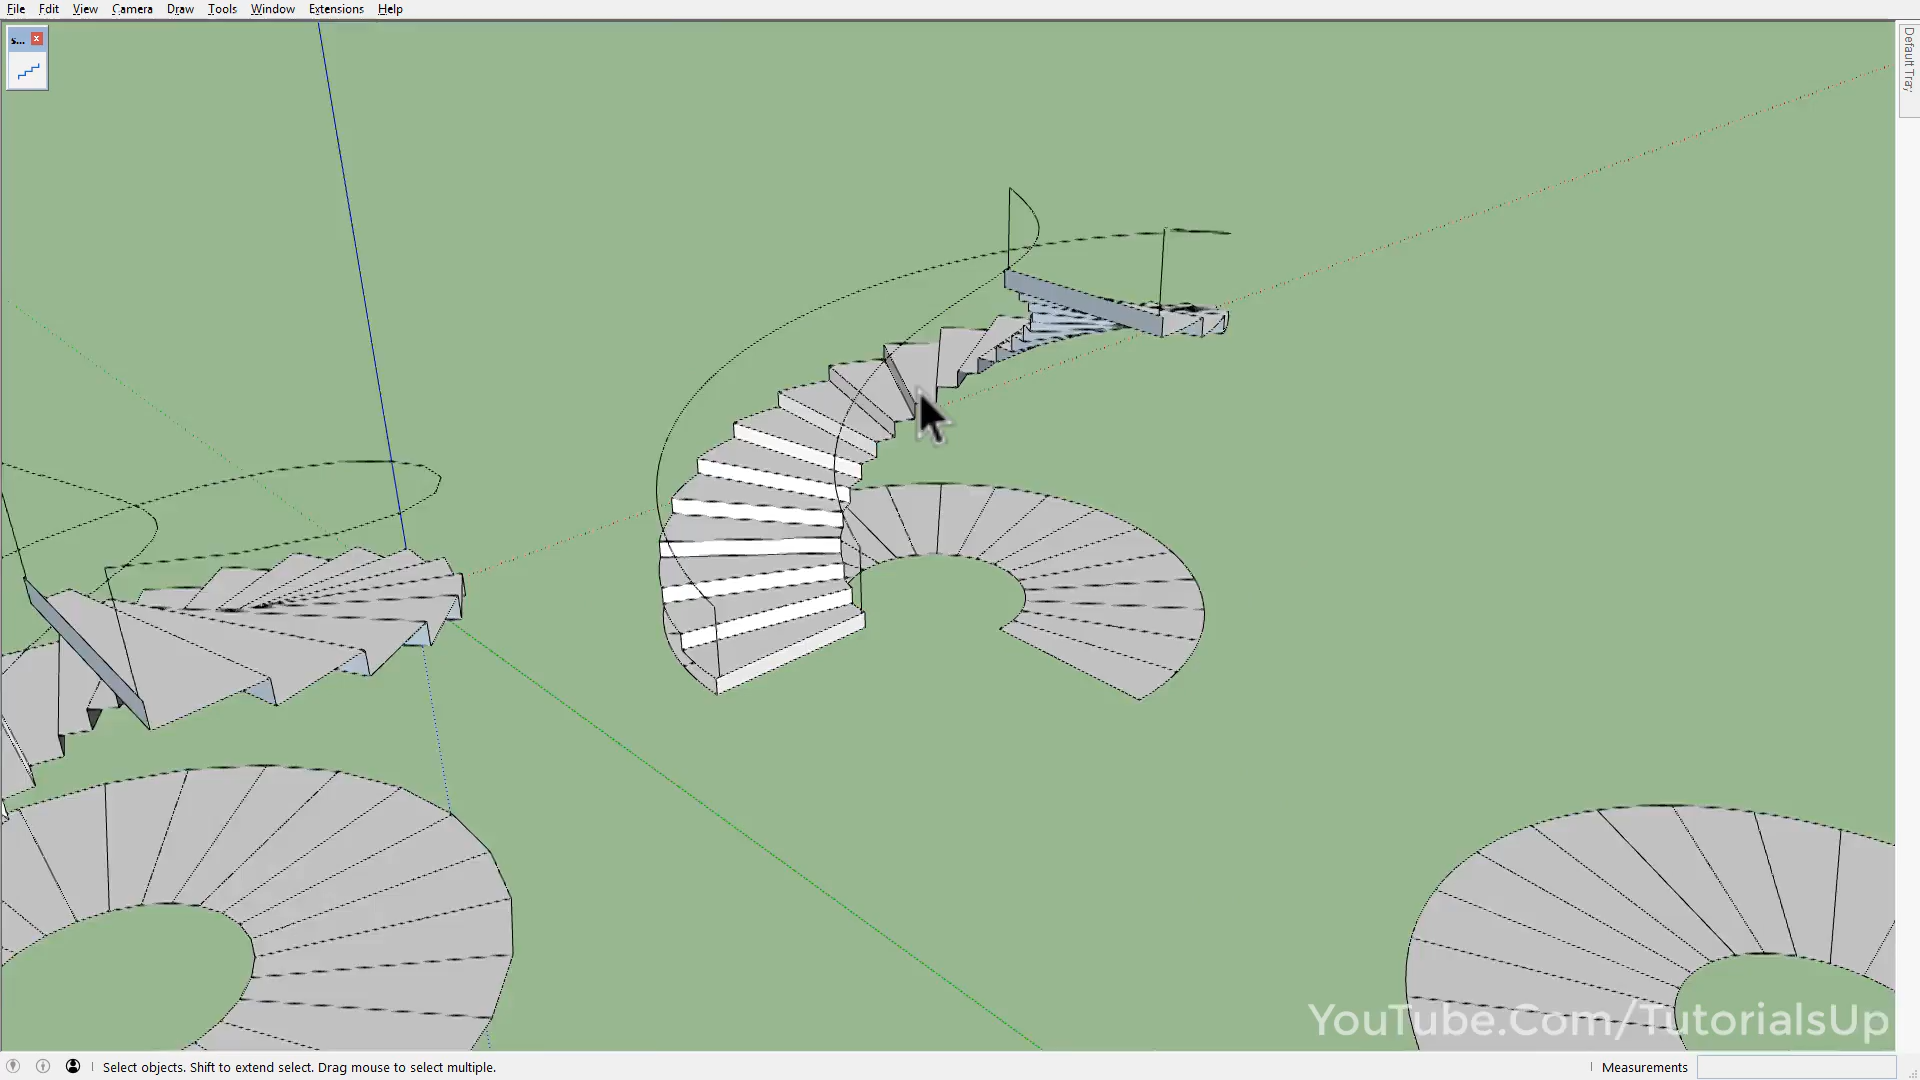 File Edit View Camera Draw Tools Window Extensions Help
s...
Default Tray
YouTube.Com/TutorialsUp
Select objects. Shift to extend select. Drag mouse to select multiple.
Measurements